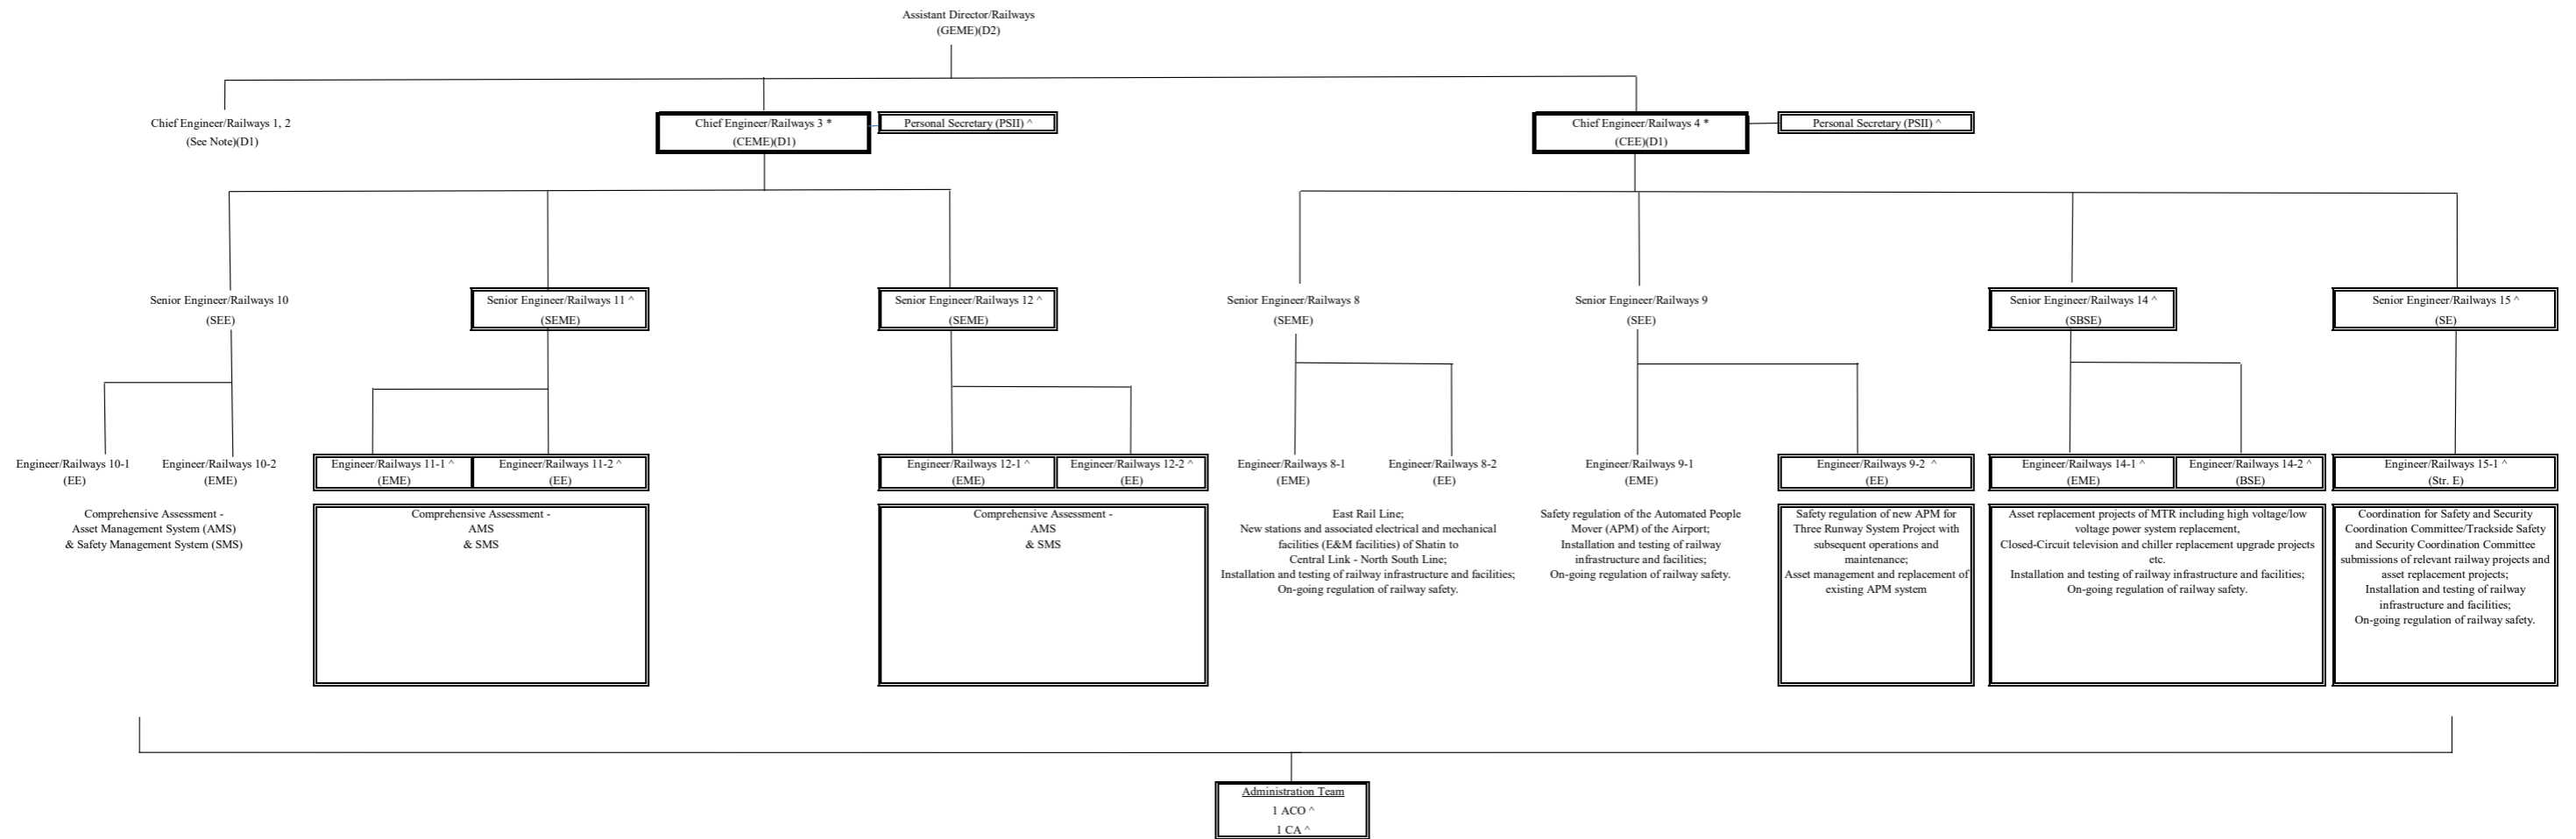 Assistant Director/Railways
(GEME)(D2)
Chief Engineer/Railways 1, 2
(See Note)(D1)
Chief Engineer/Railways 3 *
(CEME)(D1)
Personal Secretary (PSII) ^
Chief Engineer/Railways 4 *
(CEE)(D1)
Personal Secretary (PSII) ^
Senior Engineer/Railways 10
(SEE)
Senior Engineer/Railways 11 ^
(SEME)
Senior Engineer/Railways 12 ^
(SEME)
Senior Engineer/Railways 8
(SEME)
Senior Engineer/Railways 9
(SEE)
Senior Engineer/Railways 14 ^
(SBSE)
Senior Engineer/Railways 15 ^
(SE)
Engineer/Railways 10-1
(EE)
Engineer/Railways 10-2
(EME)
Engineer/Railways 11-1 ^
(EME)
Engineer/Railways 11-2 ^
(EE)
Engineer/Railways 12-1 ^
(EME)
Engineer/Railways 12-2 ^
(EE)
Engineer/Railways 8-1
(EME)
Engineer/Railways 8-2
(EE)
Engineer/Railways 9-1
(EME)
Engineer/Railways 9-2 ^
(EE)
Engineer/Railways 14-1 ^
(EME)
Engineer/Railways 14-2 ^
(BSE)
Engineer/Railways 15-1 ^
(Str. E)
Comprehensive Assessment -
Asset Management System (AMS)
& Safety Management System (SMS)
Comprehensive Assessment -
AMS
& SMS
Comprehensive Assessment -
AMS
& SMS
East Rail Line;
New stations and associated electrical and mechanical
facilities (E&M facilities) of Shatin to
Central Link - North South Line;
Installation and testing of railway infrastructure and facilities;
On-going regulation of railway safety.
Safety regulation of the Automated People
Mover (APM) of the Airport;
Installation and testing of railway
infrastructure and facilities;
On-going regulation of railway safety.
Safety regulation of new APM for
Three Runway System Project with
subsequent operations and
maintenance;
Asset management and replacement of
existing APM system
Asset replacement projects of MTR including high voltage/low
voltage power system replacement,
Closed-Circuit television and chiller replacement upgrade projects
etc.
Installation and testing of railway infrastructure and facilities;
On-going regulation of railway safety.
Coordination for Safety and Security
Coordination Committee/Trackside Safety
and Security Coordination Committee
submissions of relevant railway projects and
asset replacement projects;
Installation and testing of railway
infrastructure and facilities;
On-going regulation of railway safety.
Administration Team
1 ACO ^
1 CA ^